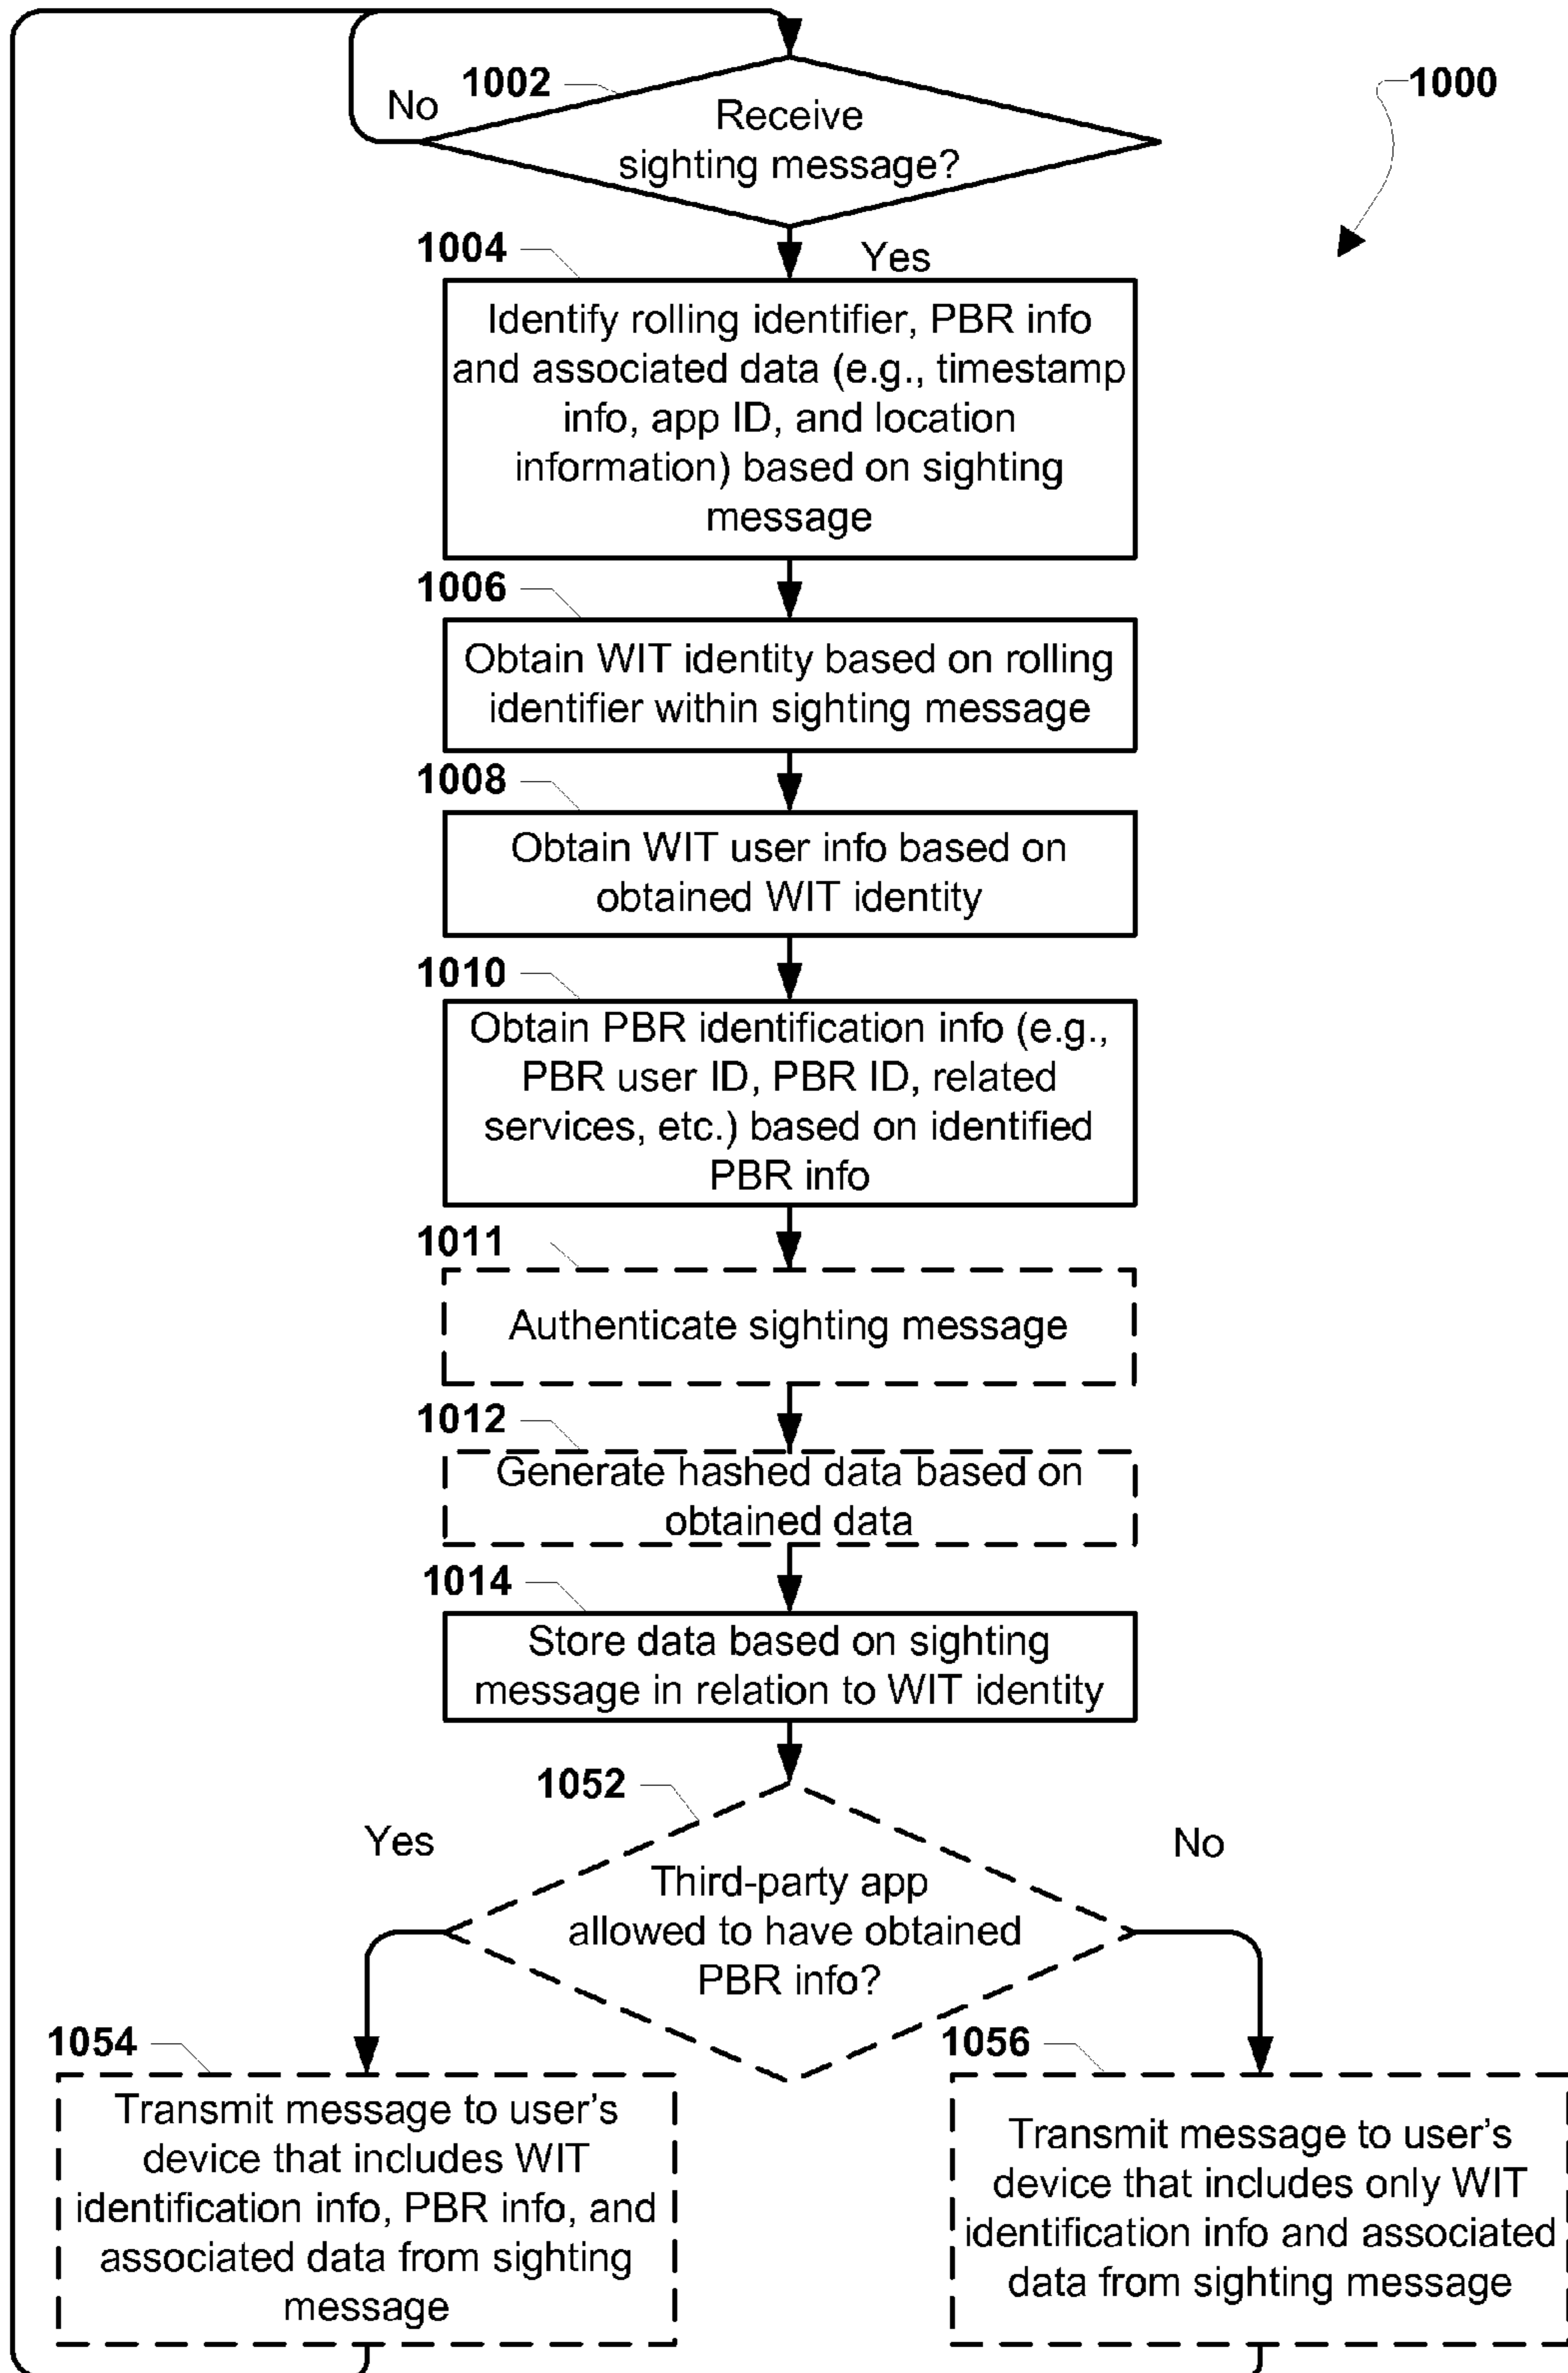 1002
1000
No
Receive
sighting message?
1004
Yes
Identify rolling identifier, PBR info
and associated data (e.g., timestamp
info, app ID, and location
information) based on sighting
message
1006
Obtain WIT identity based on rolling
identifier within sighting message
1008
Obtain WIT user info based on
obtained WIT identity
1010
Obtain PBR identification info (e.g.,
PBR user ID, PBR ID, related
services, etc.) based on identified
PBR info
1011
Authenticate sighting message
1012
Generate hashed data based on
obtained data
1014
Store data based on sighting
message in relation to WIT identity
1052
Yes
No
Third-party app
allowed to have obtained
PBR info?
1054
Transmit message to user’s
device that includes WIT
identification info, PBR info, and
associated data from sighting
message
1056
Transmit message to user’s
device that includes only WIT
identification info and associated
data from sighting message